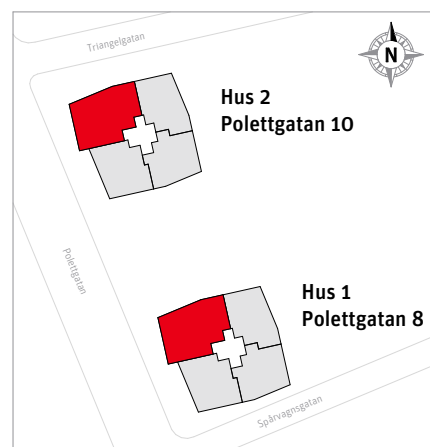 Triangelgatan
N
Hus 2
Polettgatan 10
Polettgatan
Hus 1
Polettgatan 8
Spårvagnsgatan